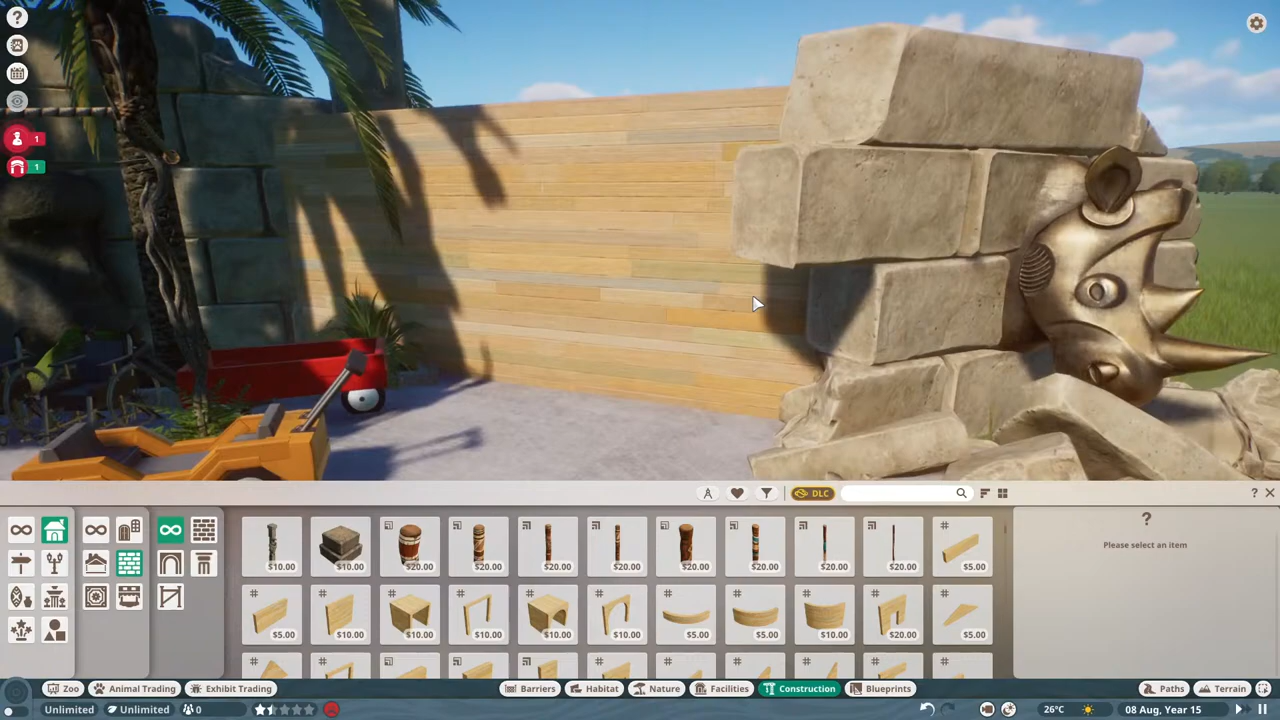 ?
1
1
DLC
? ×
$10.00 $10.00 $20.00 $20.00 $20.00 $20.00 $20.00 $20.00 $20.00 $20.00 $5.00
?
Please select an item
$5.00 $10.00 $10.00 $10.00 $10.00 $10.00 $5.00 $5.00 $10.00 $20.00 $5.00
Zoo Animal Trading Exhibit Trading Barriers Habitat Nature Facilities Construction Blueprints Paths Terrain
Unlimited Unlimited 0 26°C 08 Aug, Year 15